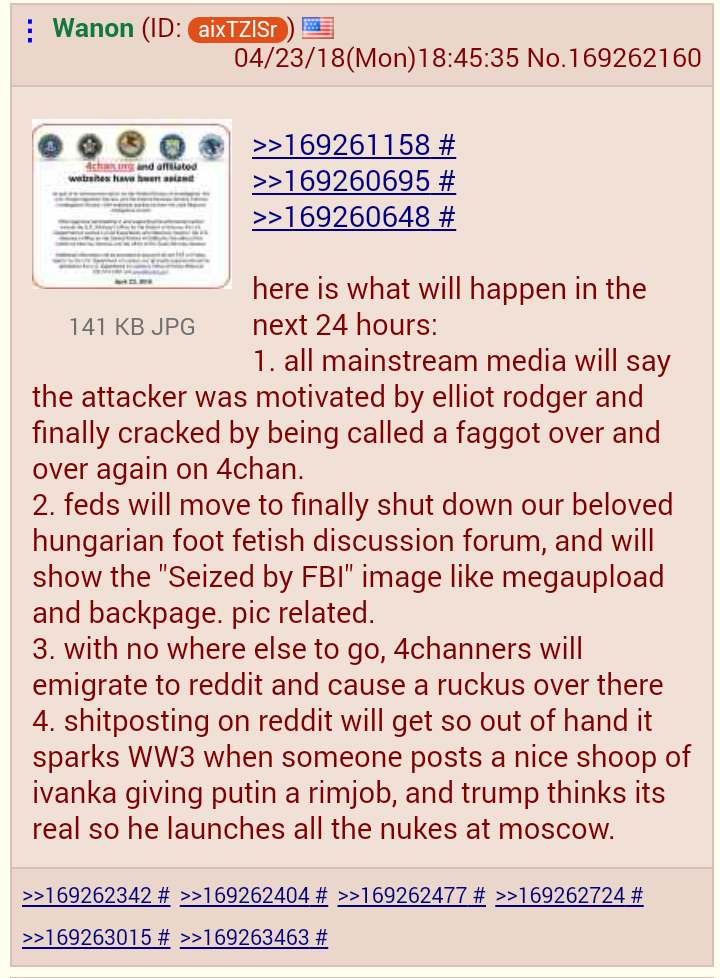 Wanon (ID: aixTZlSr)
04/23/18(Mon)18:45:35 No.169262160
4chan.org and affiliated
websites have been seized
April 23, 2018
141 KB JPG
>>169261158 #
>>169260695 #
>>169260648 #
here is what will happen in the
next 24 hours:
1. all mainstream media will say
the attacker was motivated by elliot rodger and
finally cracked by being called a faggot over and
over again on 4chan.
2. feds will move to finally shut down our beloved
hungarian foot fetish discussion forum, and will
show the "Seized by FBI" image like megaupload
and backpage. pic related.
3. with no where else to go, 4channers will
emigrate to reddit and cause a ruckus over there
4. shitposting on reddit will get so out of hand it
sparks WW3 when someone posts a nice shoop of
ivanka giving putin a rimjob, and trump thinks its
real so he launches all the nukes at moscow.
>>169262342 # >>169262404 # >>169262477 # >>169262724 #
>>169263015 # >>169263463 #